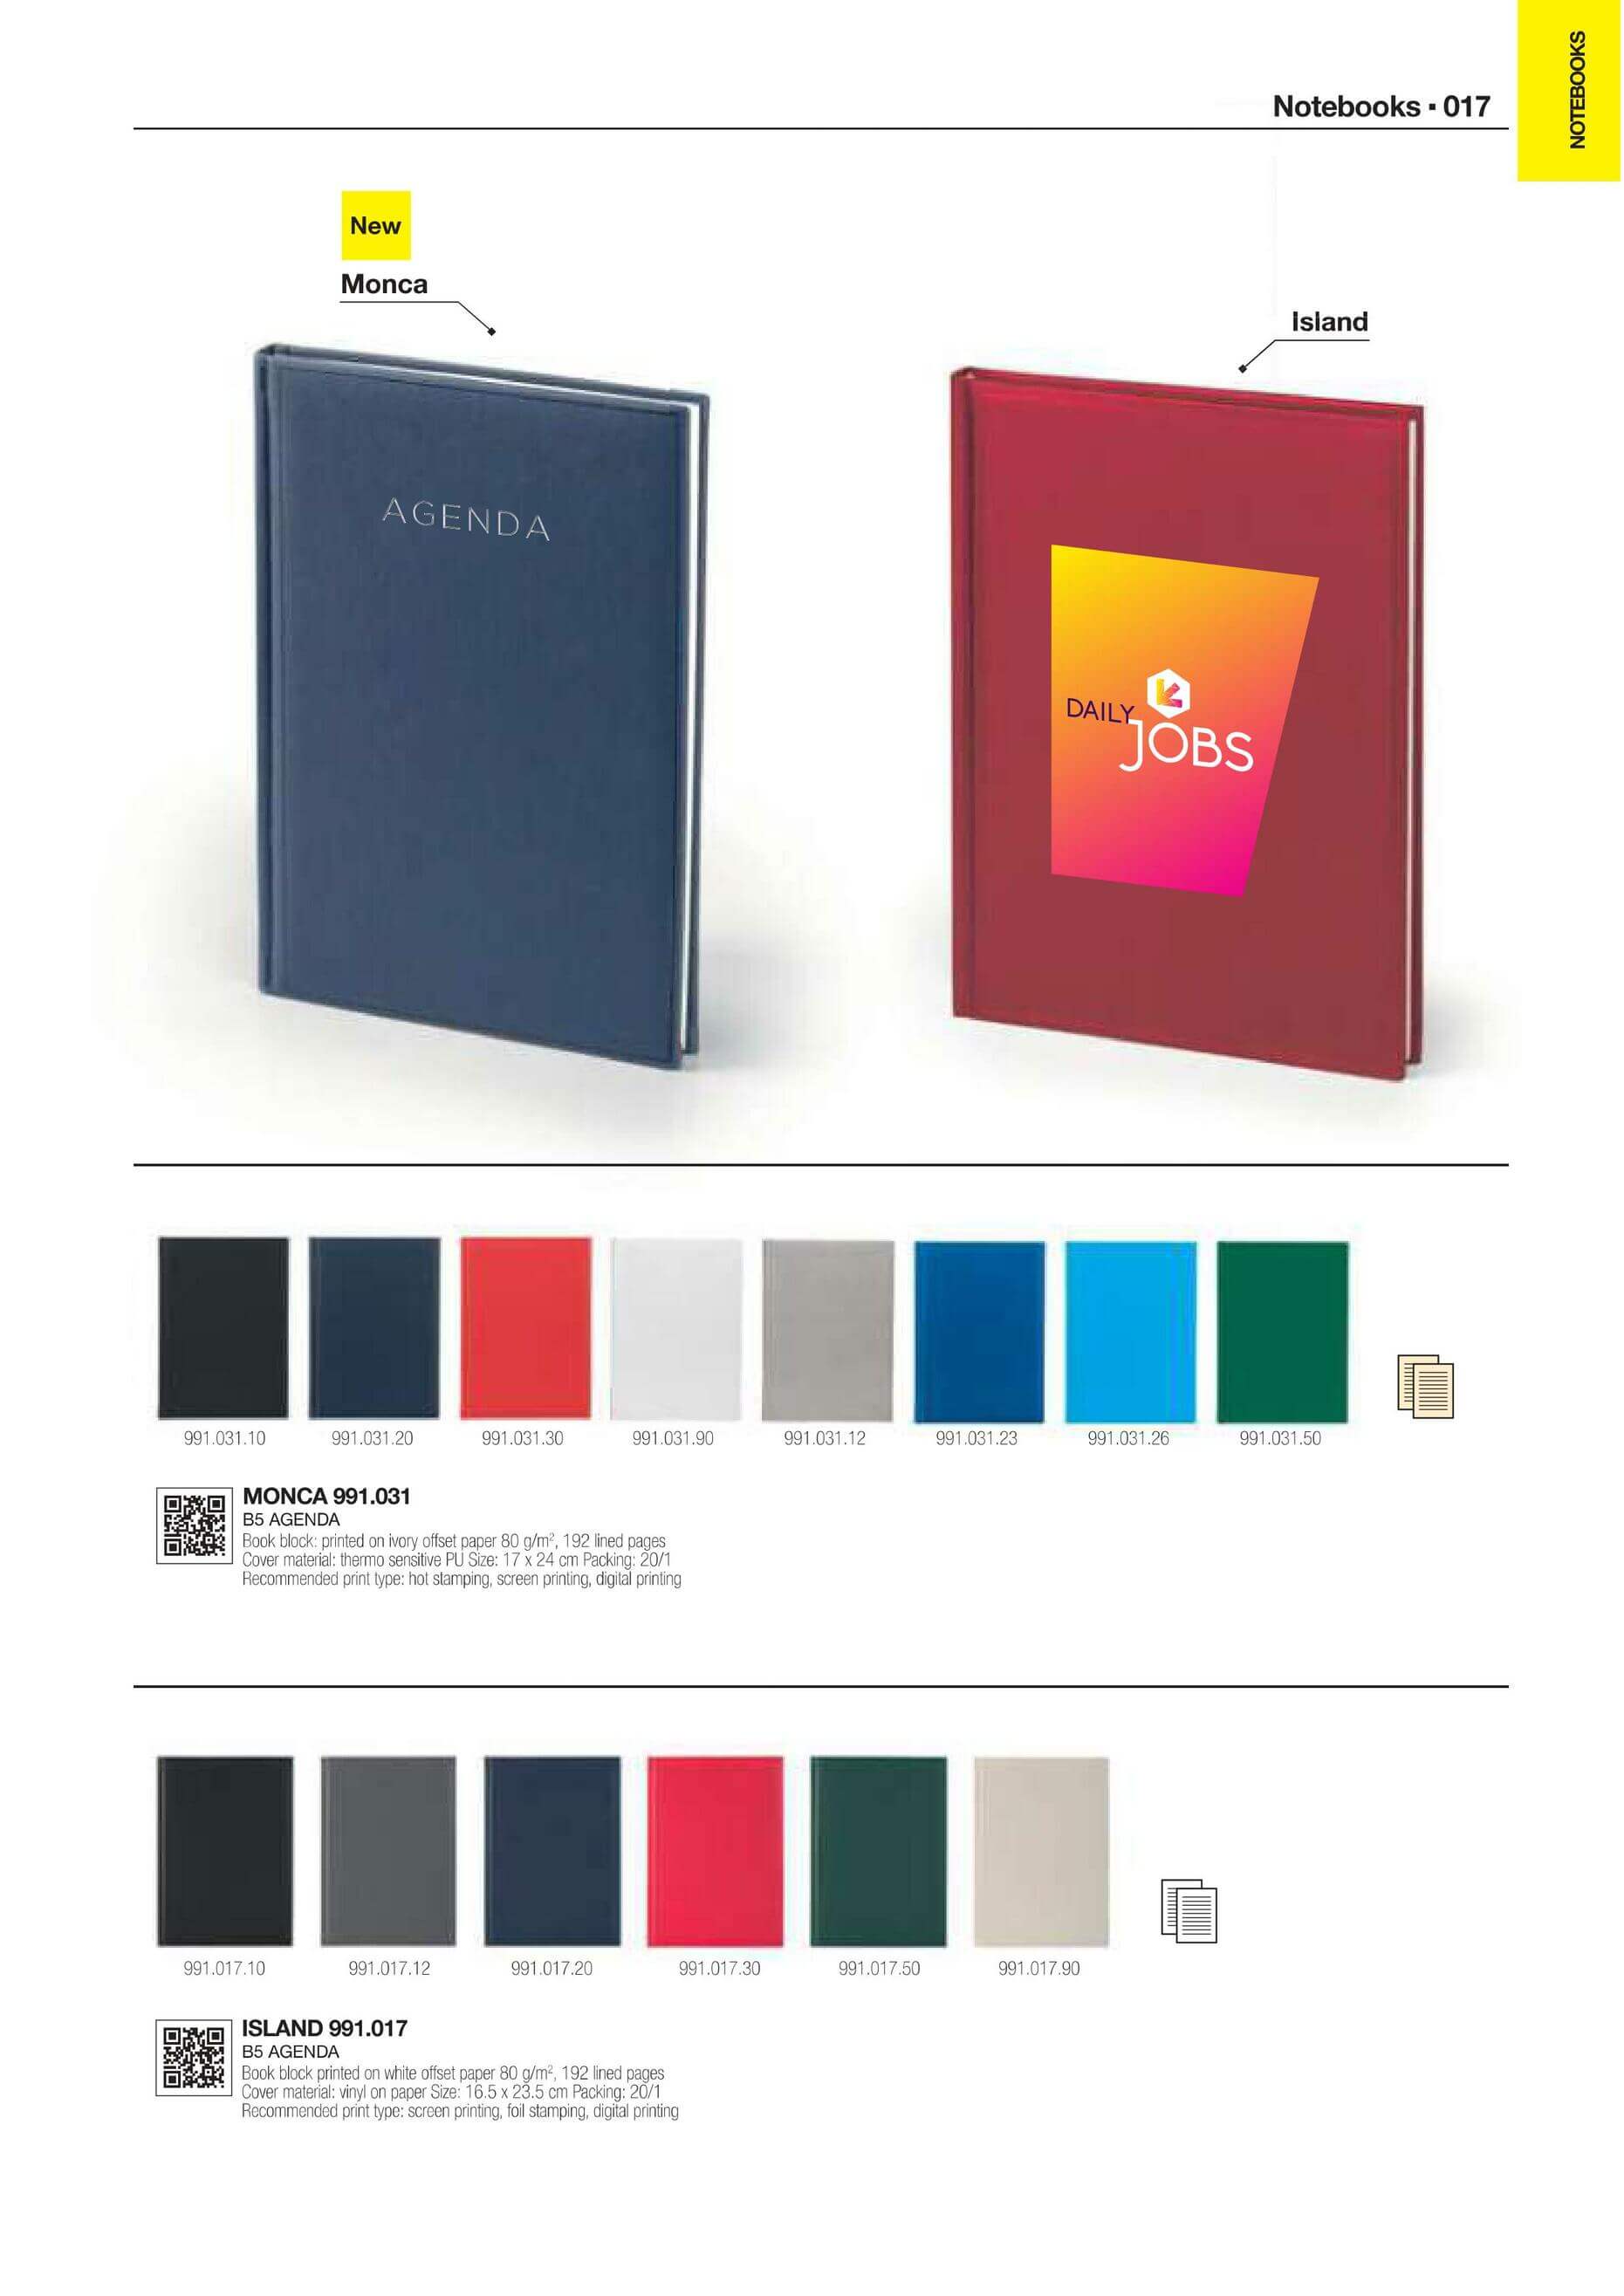 NOTEBOOKS
Notebooks ▪ 017
New
Monca
Island
AGENDA
DAILY
JOBS
991.031.10
991.031.20
991.031.30
991.031.90
991.031.12
991.031.23
991.031.26
991.031.50
MONCA 991.031
B5 AGENDA
Book block: printed on ivory offset paper 80 g/m², 192 lined pages
Cover material: thermo sensitive PU Size: 17 x 24 cm Packing: 20/1
Recommended print type: hot stamping, screen printing, digital printing
991.017.10
991.017.12
991.017.20
991.017.30
991.017.50
991.017.90
ISLAND 991.017
B5 AGENDA
Book block printed on white offset paper 80 g/m², 192 lined pages
Cover material: vinyl on paper Size: 16.5 x 23.5 cm Packing: 20/1
Recommended print type: screen printing, foil stamping, digital printing